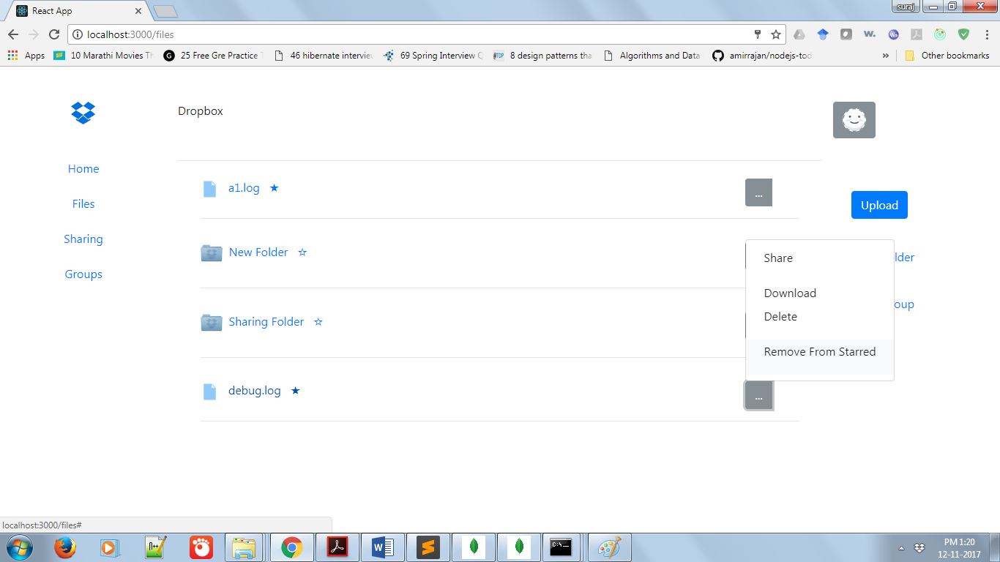 React App
suraj
localhost:3000/files
Apps
10 Marathi Movies Th
25 Free Gre Practice T
46 hibernate interview
69 Spring Interview Q
8 design patterns tha
Algorithms and Data
amirrajan/nodejs-tod
»
Other bookmarks
Dropbox
Home
Files
Sharing
Groups
a1.log ★
...
Upload
New Folder ☆
Share
lder
Download
oup
Delete
Sharing Folder ☆
Remove From Starred
debug.log ★
...
localhost:3000/files#
PM 1:20
12-11-2017